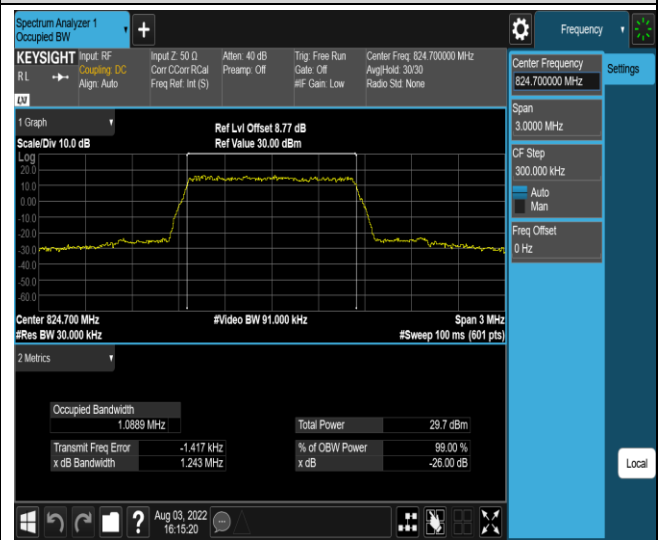 Spectrum Analyzer 1
Occupied BW
Frequency
KEYSIGHT
R L
LXI
Input: RF
Coupling: DC
Align: Auto
Input Z: 50 Ω
Corr CCorr RCal
Freq Ref: Int (S)
Atten: 40 dB
Preamp: Off
Trig: Free Run
Gate: Off
#IF Gain: Low
Center Freq: 824.700000 MHz
Avg|Hold: 30/30
Radio Std: None
Center Frequency
824.700000 MHz
Settings
Span
3.0000 MHz
CF Step
300.000 kHz
Auto
Man
Freq Offset
0 Hz
Local
1 Graph
Scale/Div 10.0 dB
Ref Lvl Offset 8.77 dB
Ref Value 30.00 dBm
Log
20.0
10.0
0.00
-10.0
-20.0
-30.0
-40.0
-50.0
-60.0
Center 824.700 MHz
#Video BW 91.000 kHz
Span 3 MHz
#Res BW 30.000 kHz
#Sweep 100 ms (601 pts)
2 Metrics
Occupied Bandwidth
1.0889 MHz
Total Power 29.7 dBm
Transmit Freq Error -1.417 kHz
% of OBW Power 99.00 %
x dB Bandwidth 1.243 MHz
x dB -26.00 dB
Aug 03, 2022
16:15:20